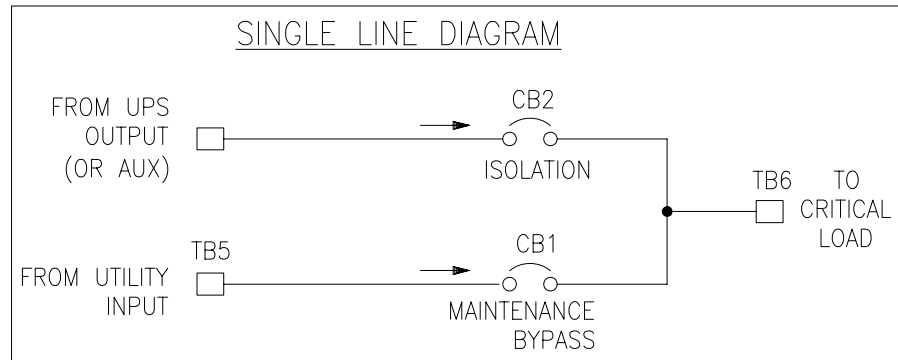 SINGLE LINE DIAGRAM
FROM UPS
OUTPUT
(OR AUX)
CB2
ISOLATION
TB6
TO
CRITICAL
LOAD
TB5
FROM UTILITY
INPUT
CB1
MAINTENANCE
BYPASS